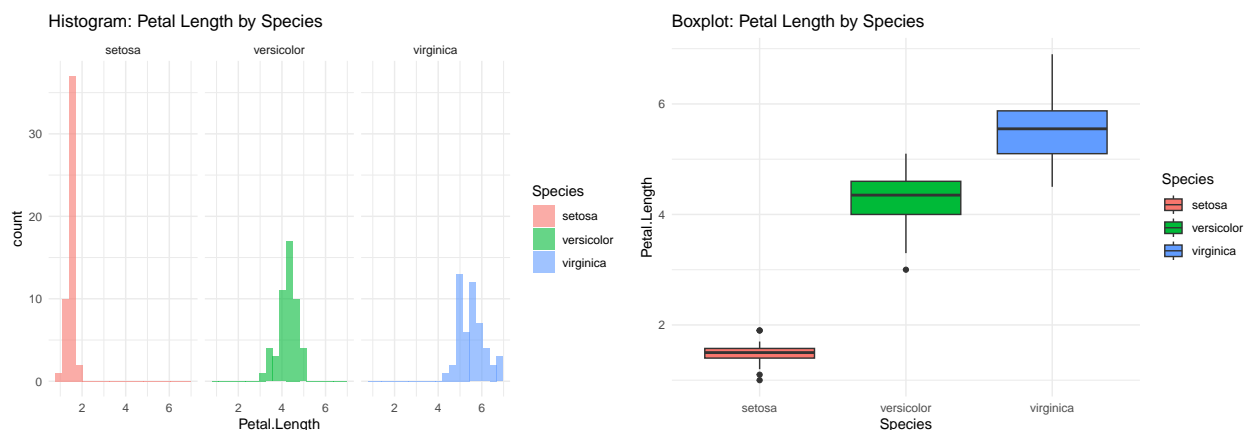 Histogram: Petal Length by Species
setosa versicolor virginica
count
30
20
10
0
2 4 6 2 4 6 2 4 6
Petal.Length
Species
setosa
versicolor
virginica
Boxplot: Petal Length by Species
Petal.Length
6
4
2
setosa versicolor virginica
Species
Species
setosa
versicolor
virginica